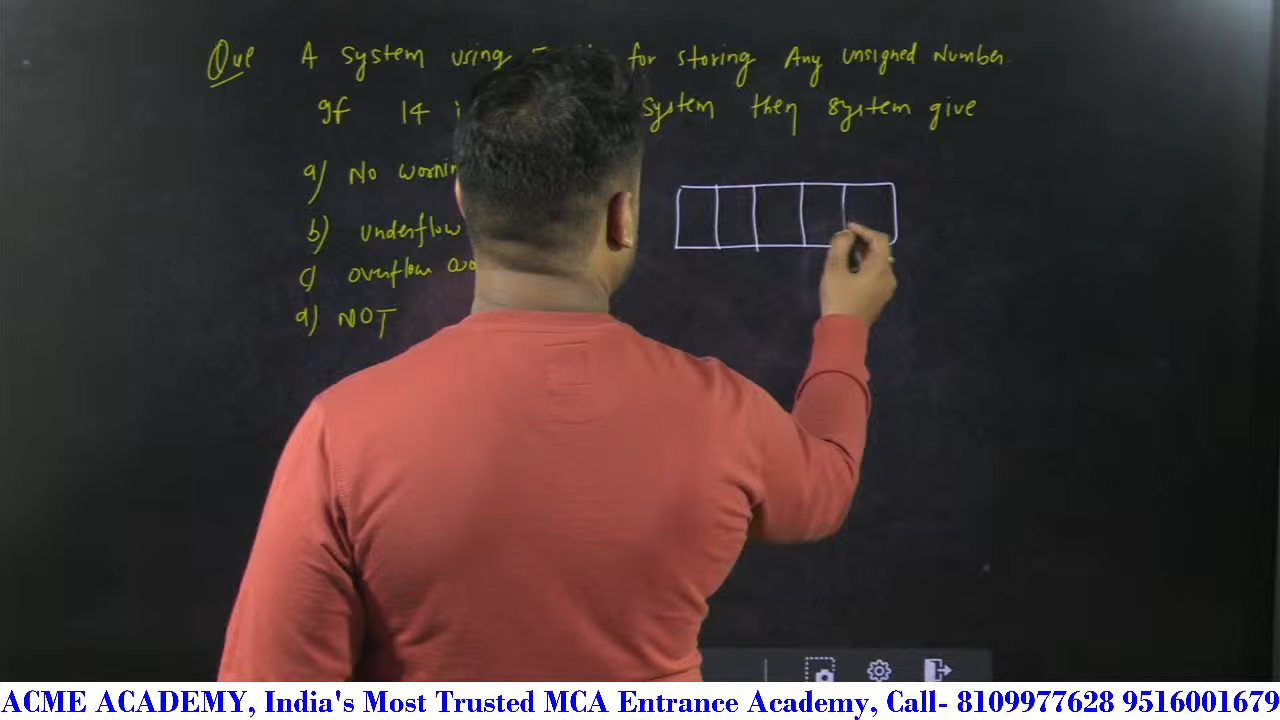 Que A system using for storing Any unsigned Number.
If 14 system then system give
a) No
b) underflow
c) overflow
d) NOT
ACME ACADEMY, India's Most Trusted MCA Entrance Academy, Call- 8109977628 9516001679